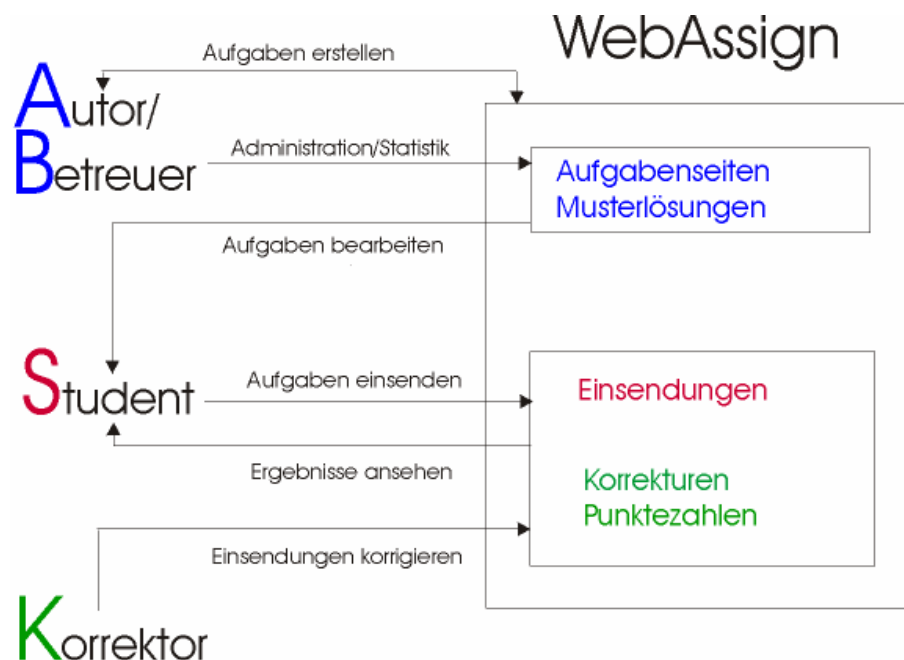 WebAssign
Aufgaben erstellen
Autor/
Betreuer
Administration/Statistik
Aufgabenseiten
Musterlösungen
Aufgaben bearbeiten
Student
Aufgaben einsenden
Einsendungen
Ergebnisse ansehen
Korrekturen
Punktezahlen
Einsendungen korrigieren
Korrektor